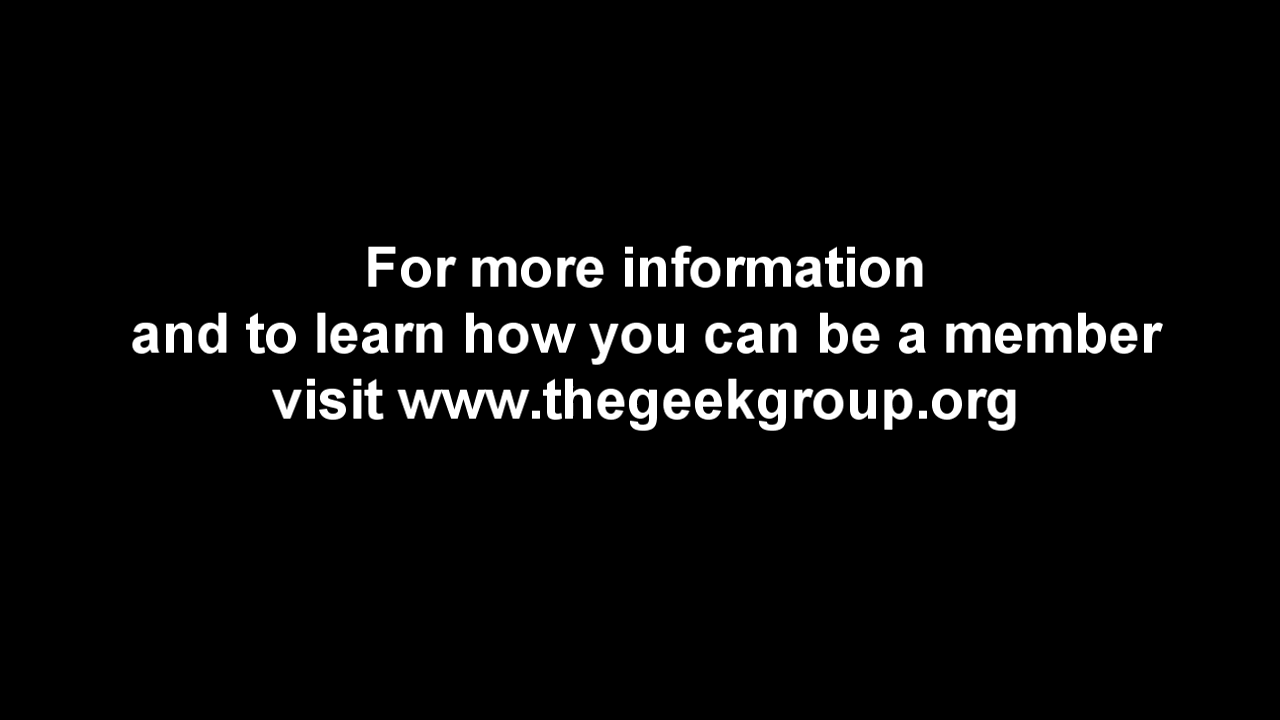 For more information
and to learn how you can be a member
visit www.thegeekgroup.org